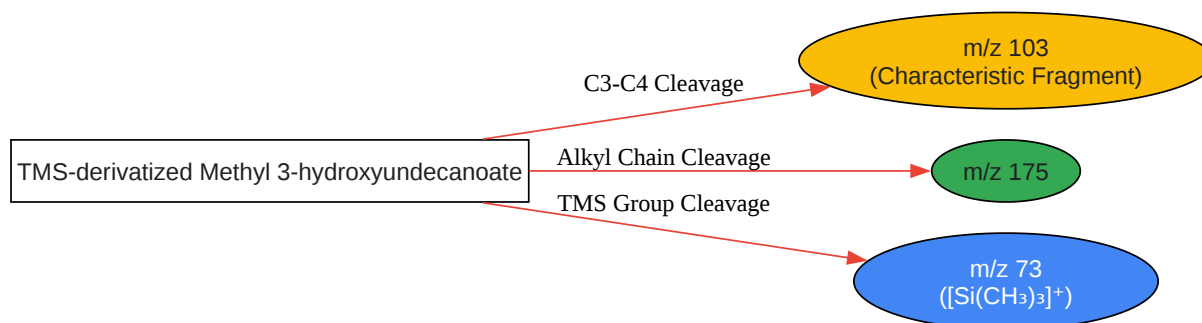 m/z 103
(Characteristic Fragment)
C3-C4 Cleavage
TMS-derivatized Methyl 3-hydroxyundecanoate
Alkyl Chain Cleavage
m/z 175
TMS Group Cleavage
m/z 73
([Si(CH₃)₃]⁺)